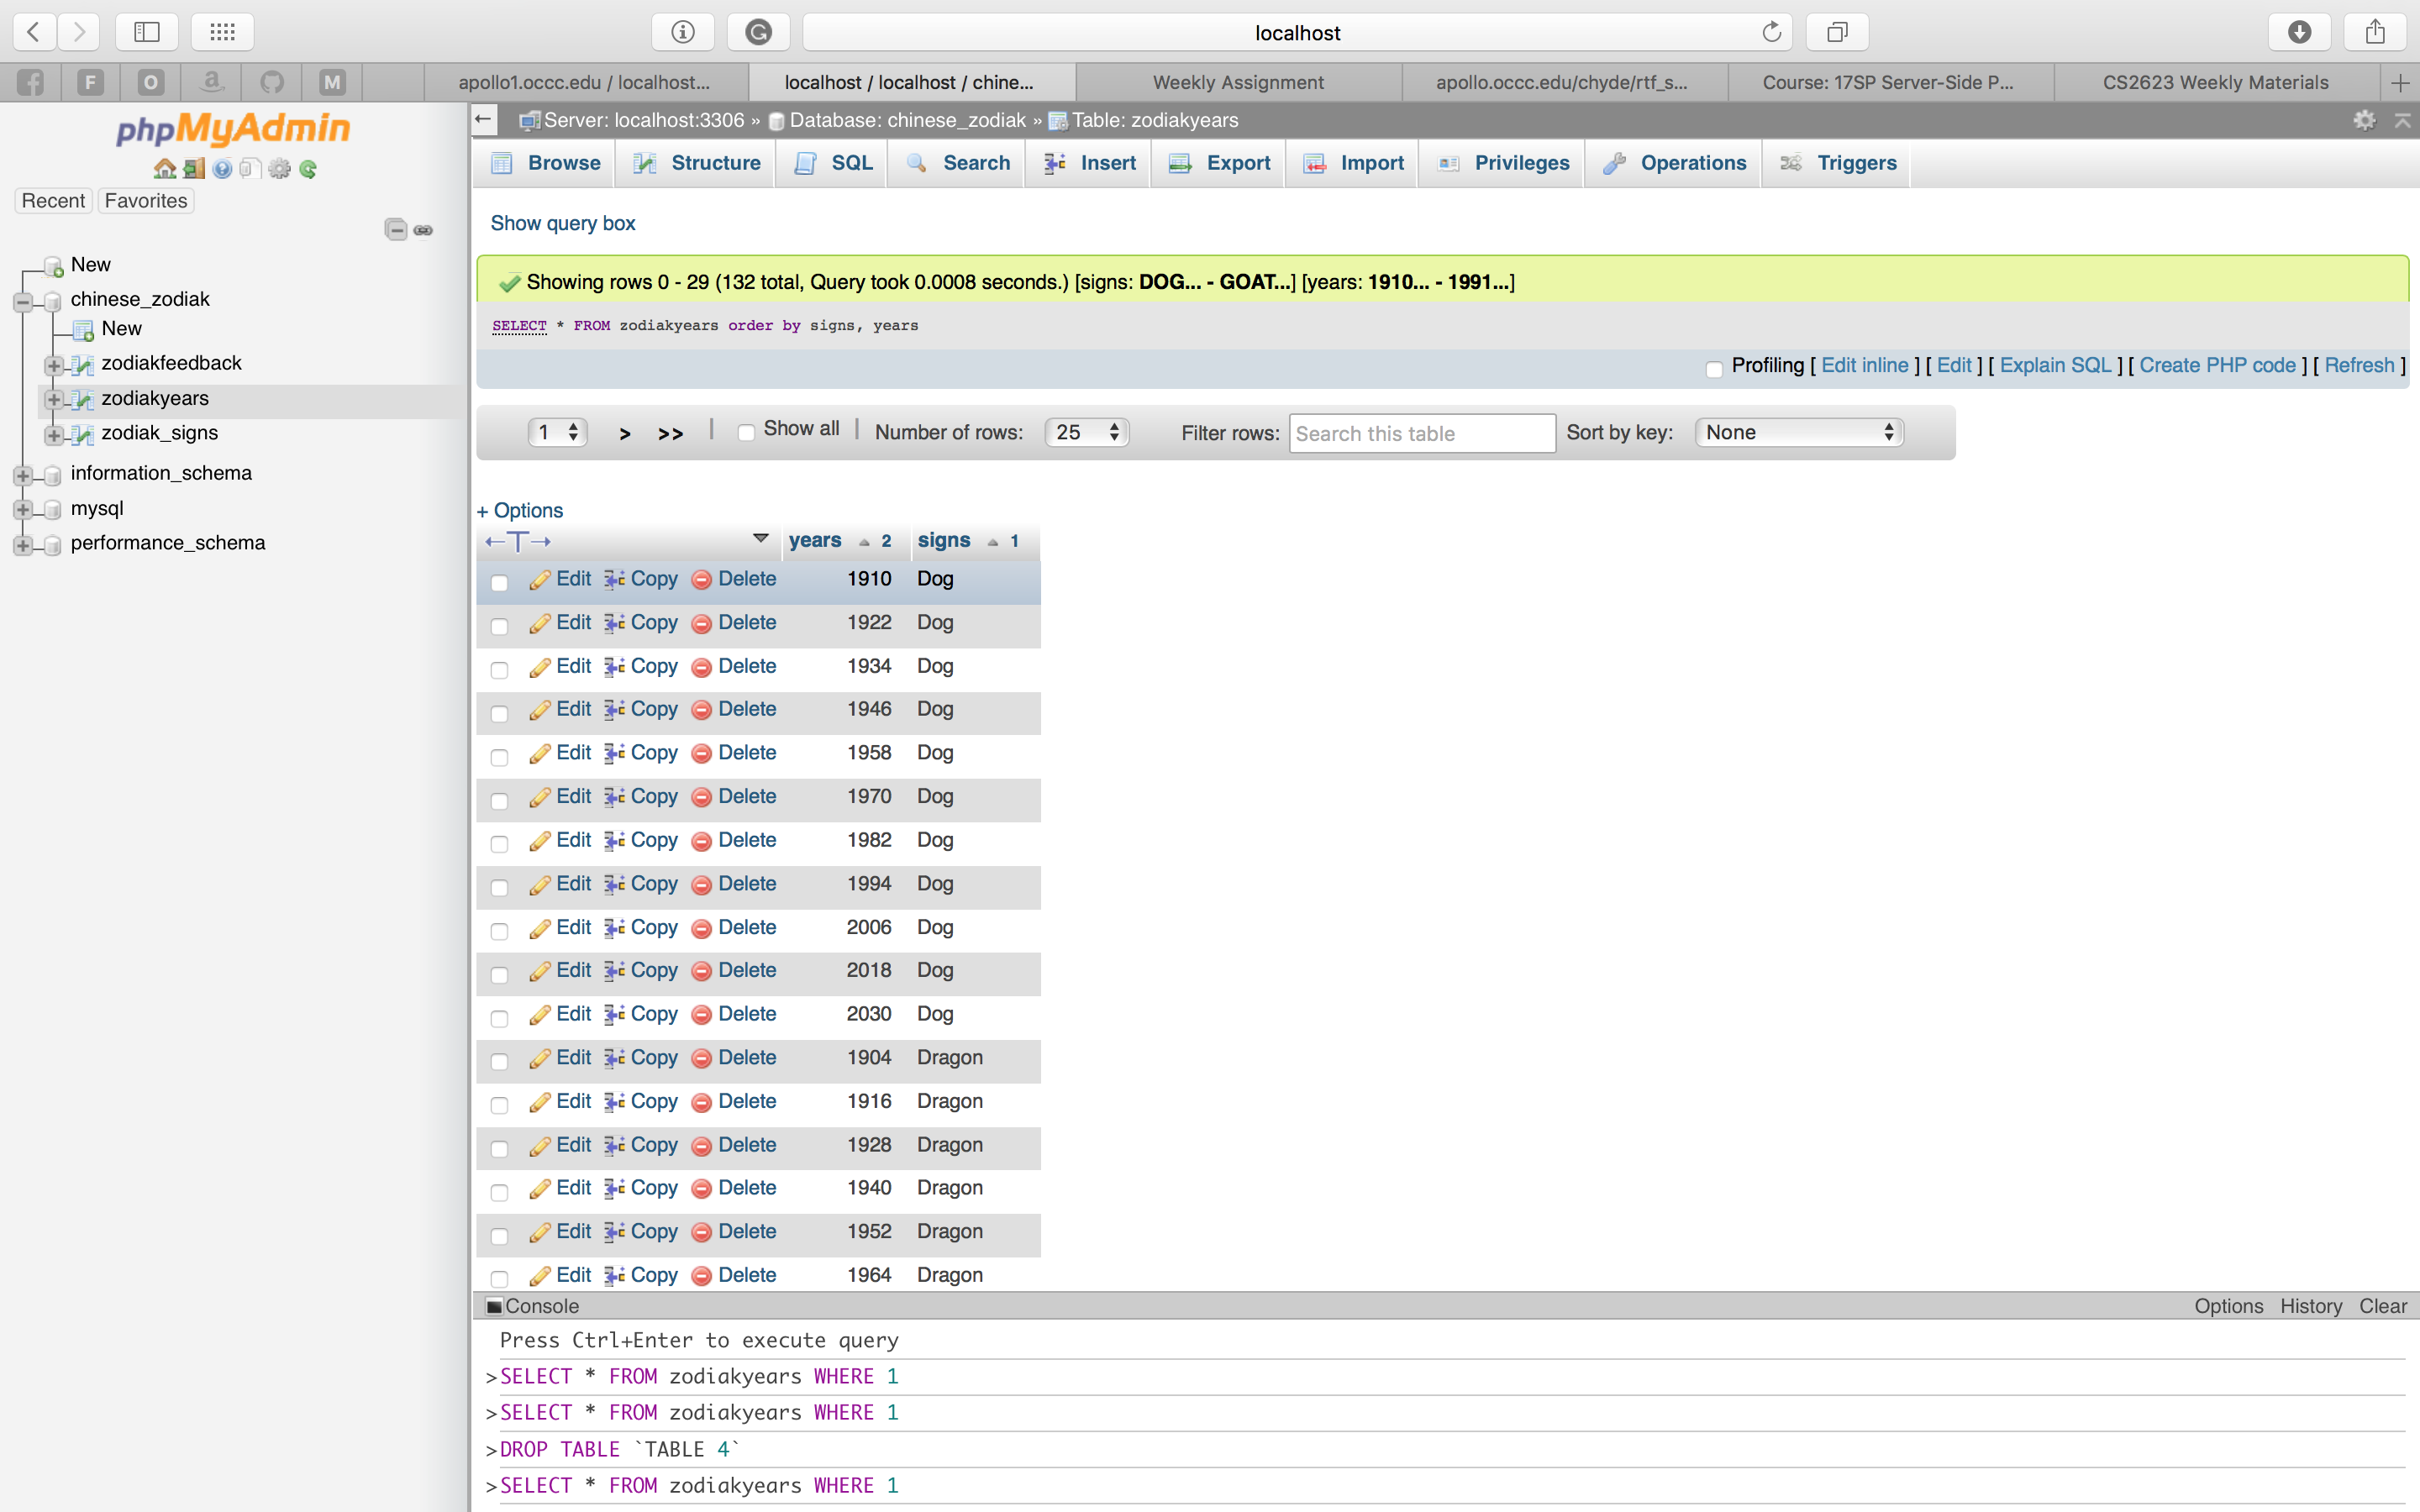 localhost
F O a M apollo1.occc.edu / localhost... localhost / localhost / chine... Weekly Assignment apollo.occc.edu/chyde/rtf_s... Course: 17SP Server-Side P... CS2623 Weekly Materials
phpMyAdmin
Recent Favorites
New
chinese_zodiak
New
zodiakfeedback
zodiakyears
zodiak_signs
information_schema
mysql
performance_schema
Server: localhost:3306 » Database: chinese_zodiak » Table: zodiakyears
Browse Structure SQL Search Insert Export Import Privileges Operations Triggers
Show query box
Showing rows 0 - 29 (132 total, Query took 0.0008 seconds.) [signs: DOG... - GOAT...] [years: 1910... - 1991...]
SELECT * FROM zodiakyears order by signs, years
Profiling [ Edit inline ] [ Edit ] [ Explain SQL ] [ Create PHP code ] [ Refresh ]
1 > >> | Show all | Number of rows: 25 Filter rows: Search this table Sort by key: None
+ Options
←T→ years 2 signs 1
Edit Copy Delete 1910 Dog
Edit Copy Delete 1922 Dog
Edit Copy Delete 1934 Dog
Edit Copy Delete 1946 Dog
Edit Copy Delete 1958 Dog
Edit Copy Delete 1970 Dog
Edit Copy Delete 1982 Dog
Edit Copy Delete 1994 Dog
Edit Copy Delete 2006 Dog
Edit Copy Delete 2018 Dog
Edit Copy Delete 2030 Dog
Edit Copy Delete 1904 Dragon
Edit Copy Delete 1916 Dragon
Edit Copy Delete 1928 Dragon
Edit Copy Delete 1940 Dragon
Edit Copy Delete 1952 Dragon
Edit Copy Delete 1964 Dragon
Console Options History Clear
Press Ctrl+Enter to execute query
>SELECT * FROM zodiakyears WHERE 1
>SELECT * FROM zodiakyears WHERE 1
>DROP TABLE `TABLE 4`
>SELECT * FROM zodiakyears WHERE 1